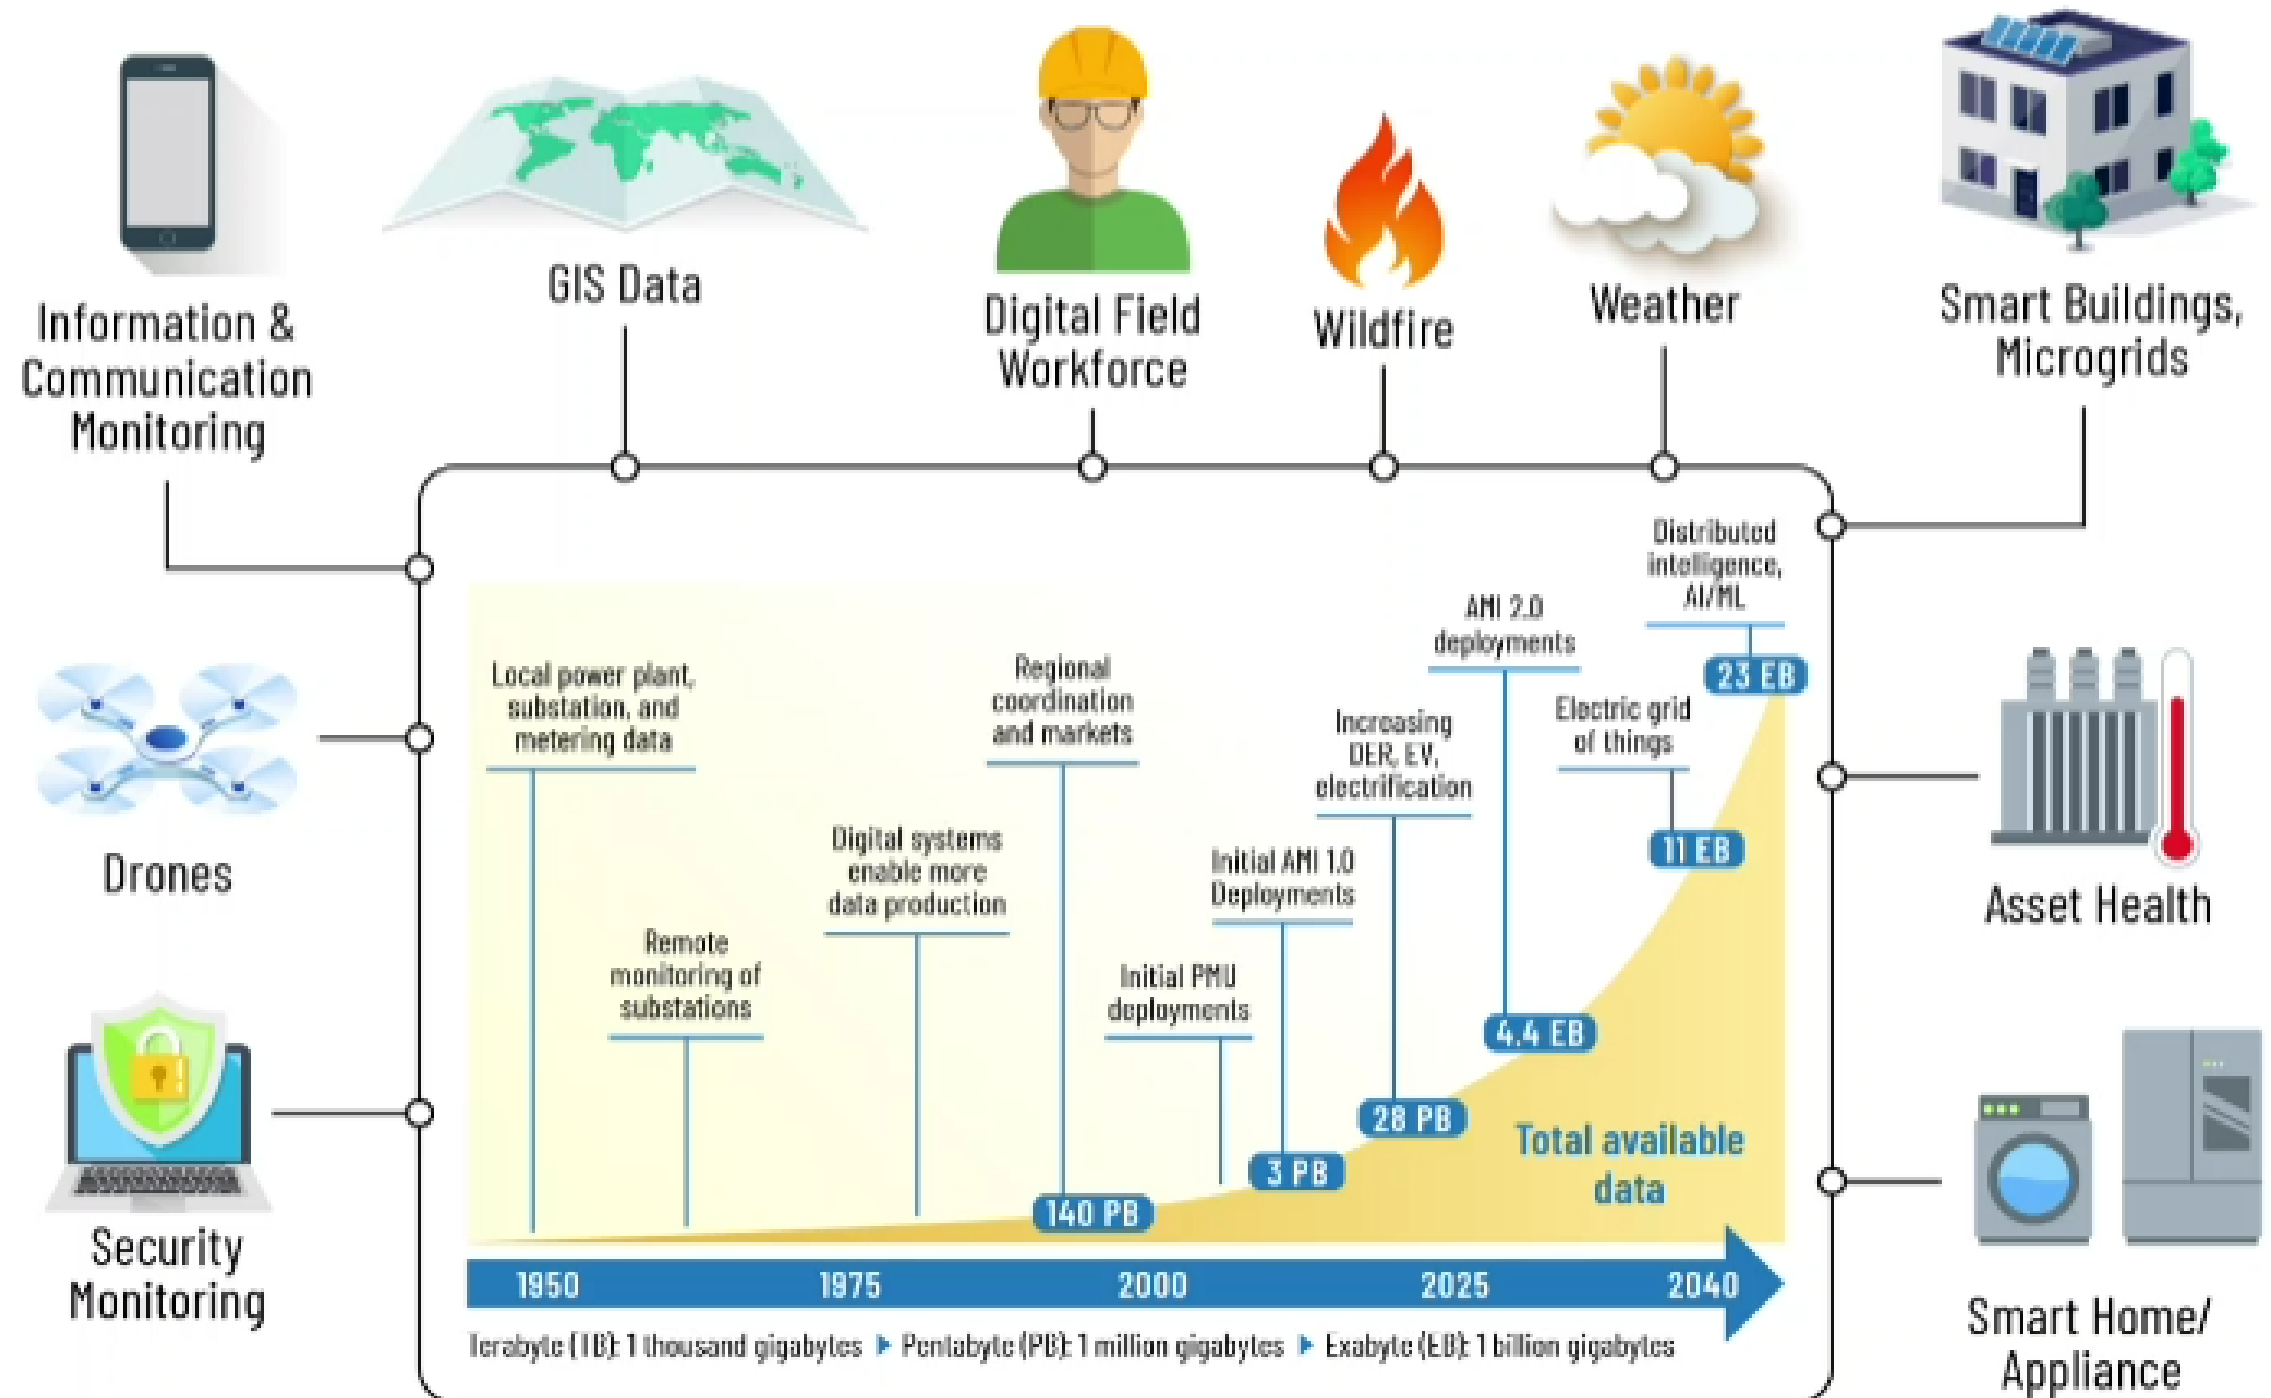 Information &
Communication
Monitoring
GIS Data
Digital Field
Workforce
Wildfire
Weather
Smart Buildings,
Microgrids
Drones
Security
Monitoring
Local power plant,
substation, and
metering data
Remote
monitoring of
substations
Digital systems
enable more
data production
Regional
coordination
and markets
Initial PMU
deployments
Initial AMI 1.0
Deployments
Increasing
DER, EV,
electrification
AMI 2.0
deployments
Electric grid
of things
Distributed
intelligence,
AI/ML
140 PB
3 PB
28 PB
4.4 EB
11 EB
23 EB
Total available
data
1950 1975 2000 2025 2040
Terabyte (TB): 1 thousand gigabytes ▶ Pentabyte (PB): 1 million gigabytes ▶ Exabyte (EB): 1 billion gigabytes
Asset Health
Smart Home/
Appliance